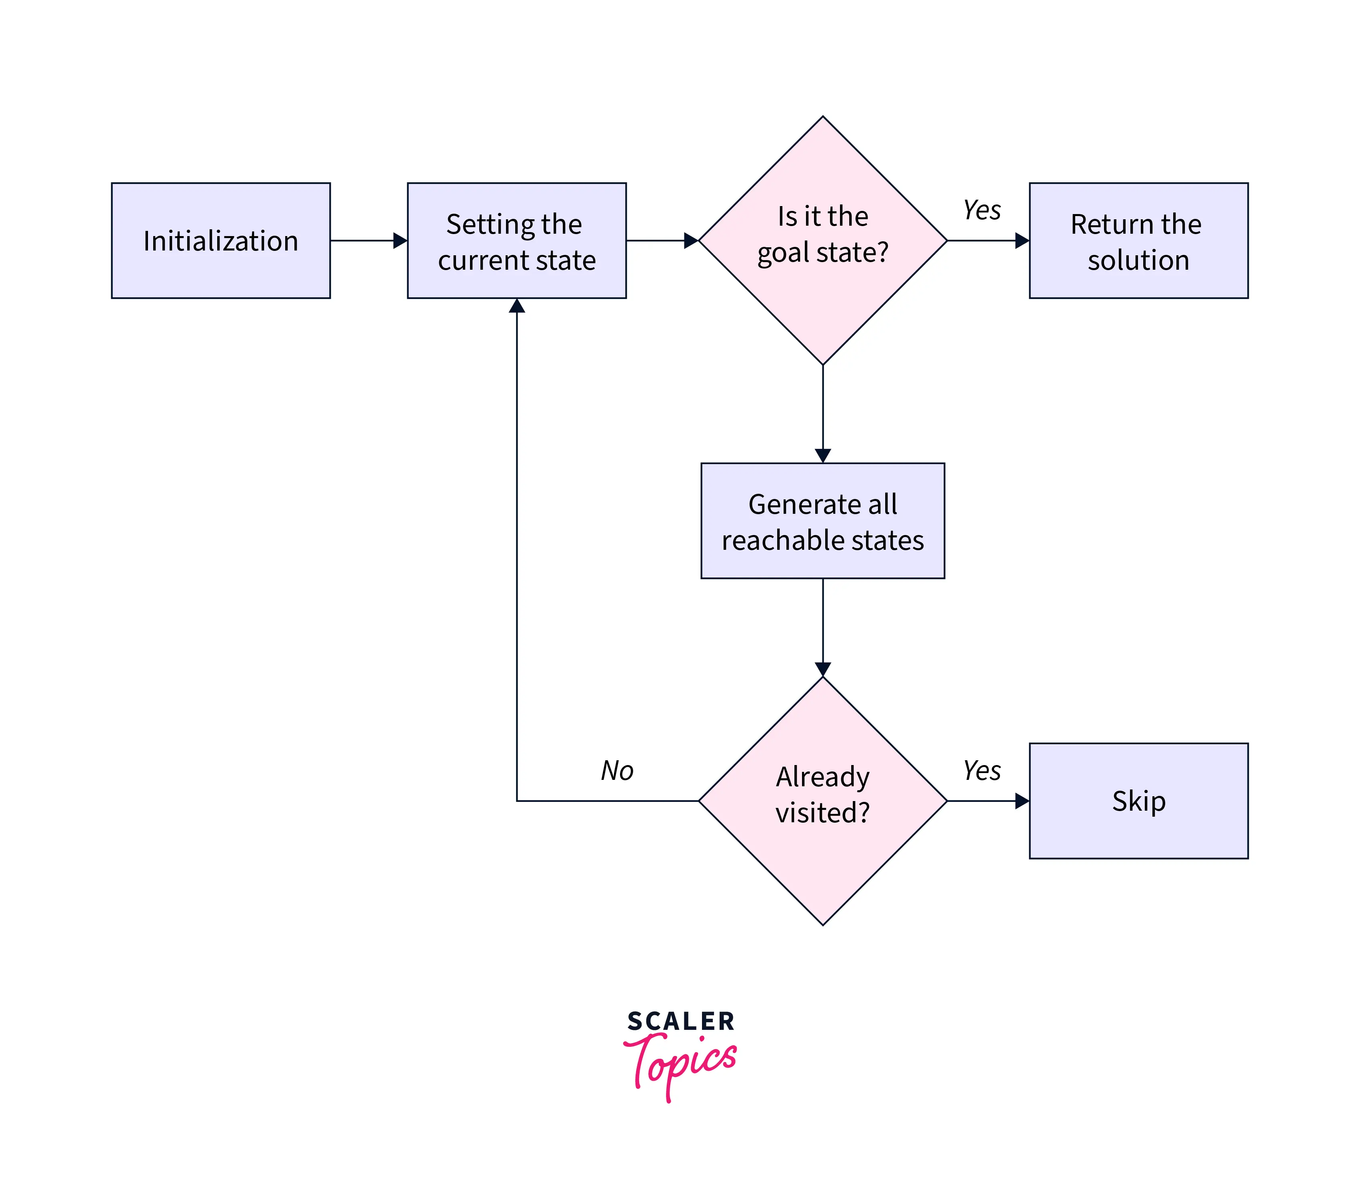 Initialization
Setting the
current state
Is it the
goal state?
Yes
Return the
solution
Generate all
reachable states
No
Already
visited?
Yes
Skip
SCALER
Topics